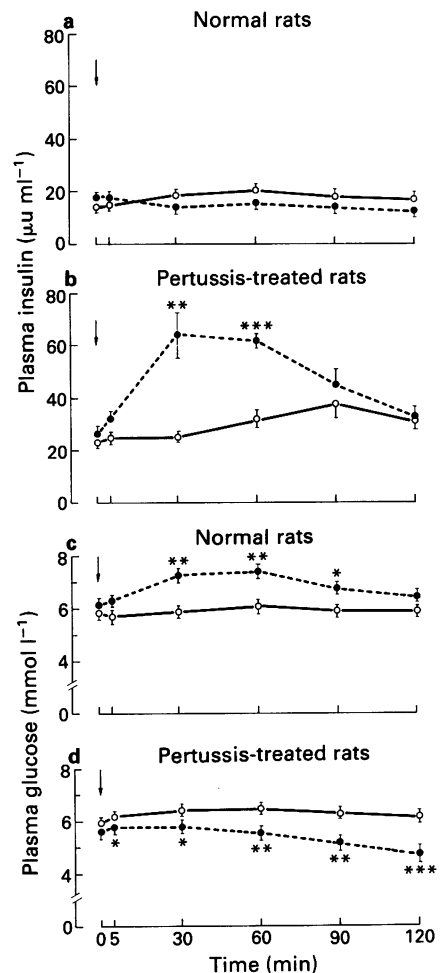 a
Normal rats
80
60
40
20
0
b
Pertussis-treated rats
80
60
40
20
0
**
***
Plasma insulin (μu ml⁻¹)
c
Normal rats
8
6
4
0
**
**
*
d
Pertussis-treated rats
8
6
4
0
*
*
**
**
***
Plasma glucose (mmol l⁻¹)
0 5 30 60 90 120
Time (min)